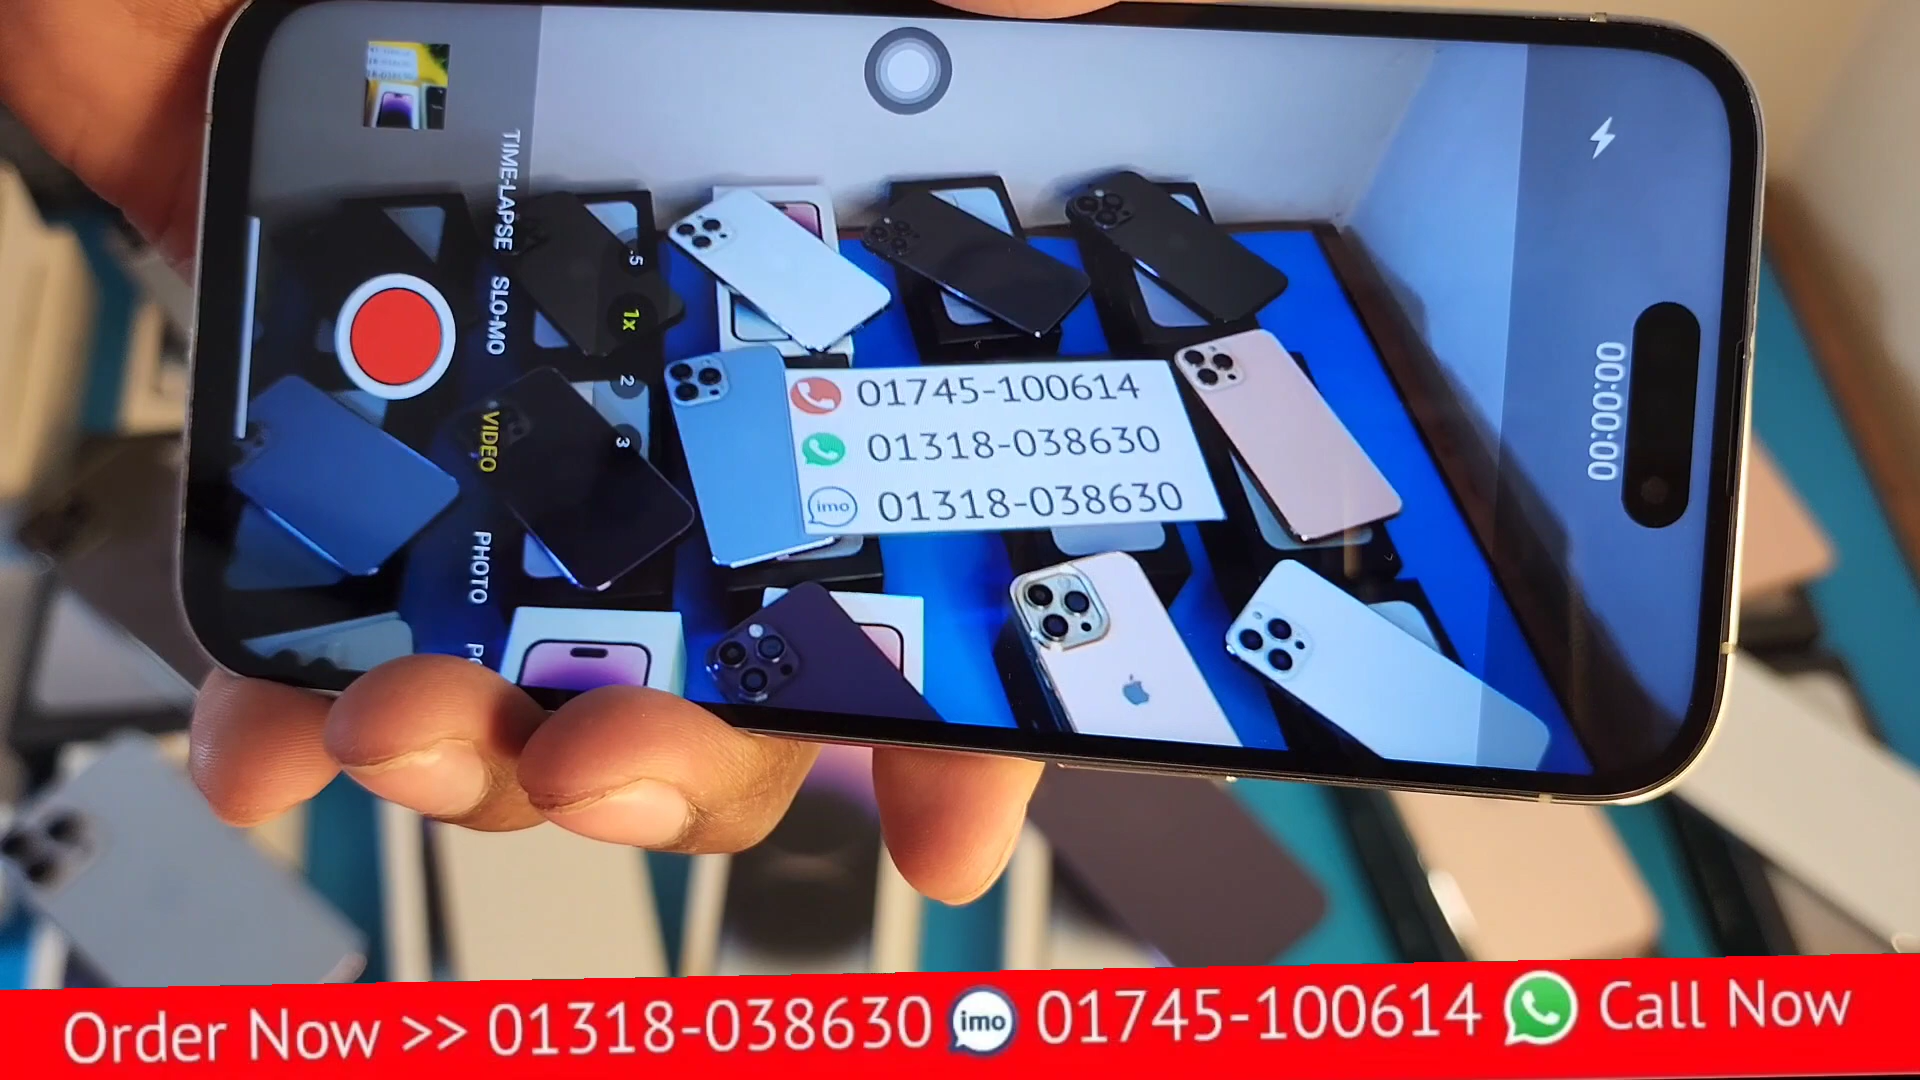 TIME-LAPSE
SLO-MO
VIDEO
PHOTO
.5
1x
2
3
00:00:00
01745-100614
01318-038630
imo 01318-038630
Order Now >> 01318-038630 imo 01745-100614 Call Now